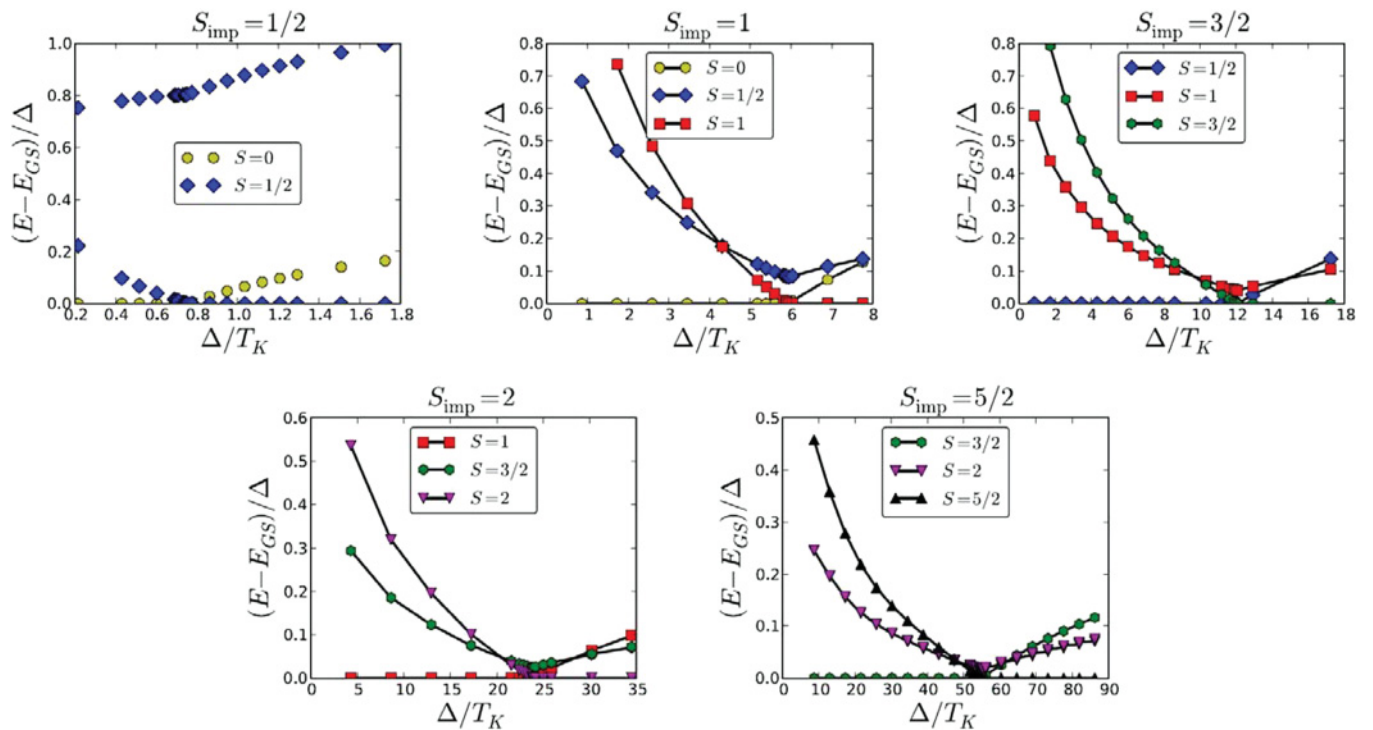 S_imp = 1/2
(E−E_GS)/Δ
1.0
0.8
0.6
0.4
0.2
0.0
S=0
S=1/2
0.2 0.4 0.6 0.8 1.0 1.2 1.4 1.6 1.8
Δ/T_K
S_imp = 1
(E−E_GS)/Δ
0.8
0.7
0.6
0.5
0.4
0.3
0.2
0.1
0.0
S=0
S=1/2
S=1
0 1 2 3 4 5 6 7 8
Δ/T_K
S_imp = 3/2
(E−E_GS)/Δ
0.8
0.7
0.6
0.5
0.4
0.3
0.2
0.1
0.0
S=1/2
S=1
S=3/2
0 2 4 6 8 10 12 14 16 18
Δ/T_K
S_imp = 2
(E−E_GS)/Δ
0.6
0.5
0.4
0.3
0.2
0.1
0.0
S=1
S=3/2
S=2
0 5 10 15 20 25 30 35
Δ/T_K
S_imp = 5/2
(E−E_GS)/Δ
0.5
0.4
0.3
0.2
0.1
0.0
S=3/2
S=2
S=5/2
0 10 20 30 40 50 60 70 80 90
Δ/T_K